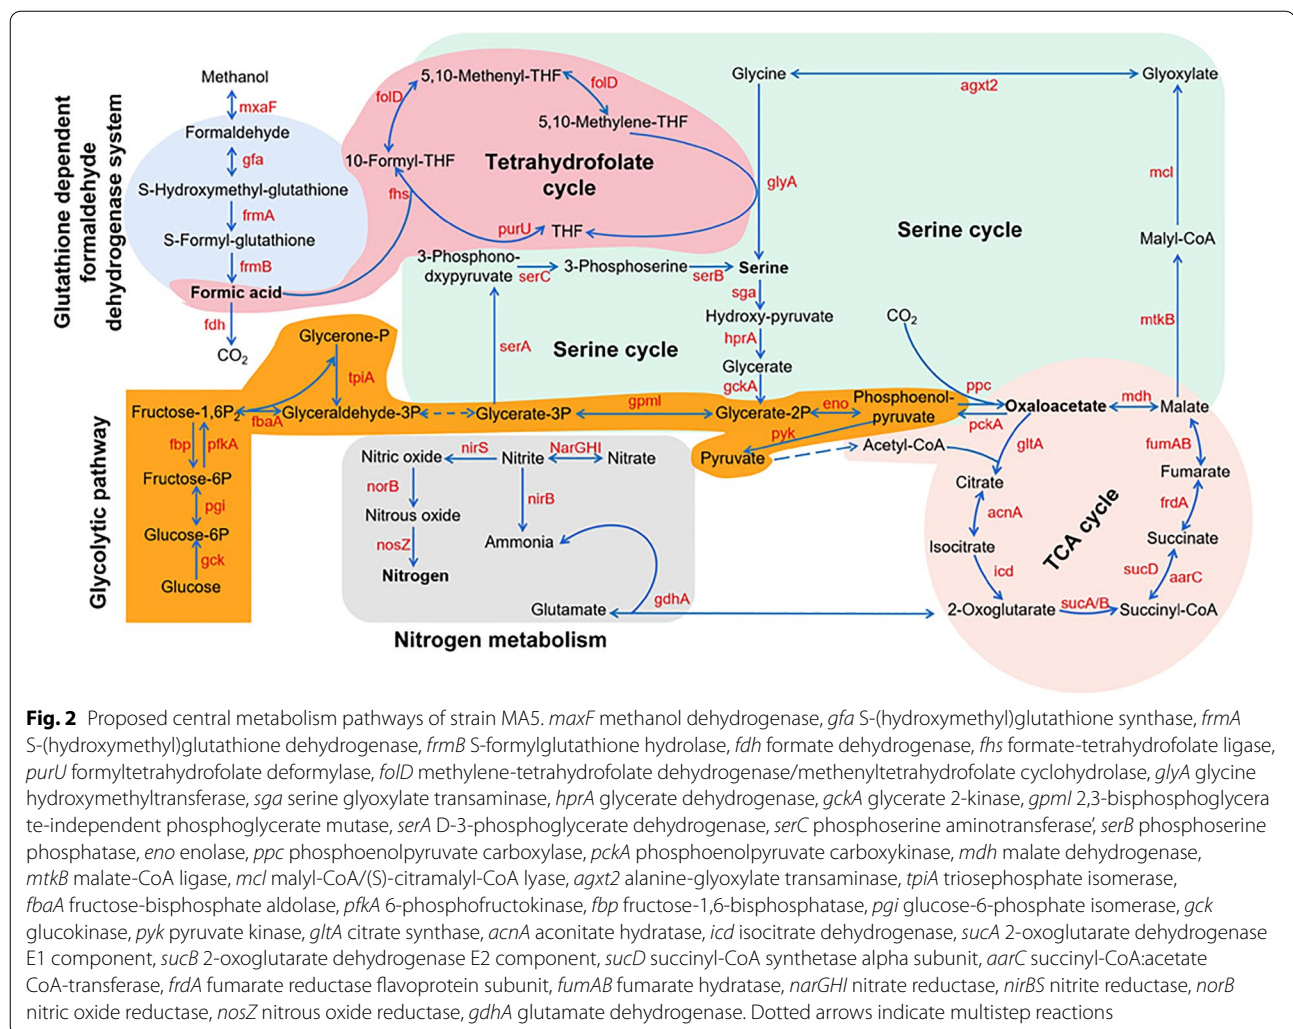 Glutathione dependent
formaldehyde
dehydrogenase system
Methanol
mxaF
Formaldehyde
gfa
S-Hydroxymethyl-glutathione
frmA
S-Formyl-glutathione
frmB
Formic acid
fdh
CO2
5,10-Methenyl-THF
folD
folD
5,10-Methylene-THF
10-Formyl-THF
Tetrahydrofolate
cycle
fhs
purU
THF
Glycine
agxt2
Glyoxylate
glyA
mcl
Serine cycle
Malyl-CoA
3-Phosphono-
dxypyruvate
serC
3-Phosphoserine
serB
Serine
sga
Hydroxy-pyruvate
hprA
Glycerate
gckA
CO2
mtkB
serA
Serine cycle
Glycolytic pathway
Glycerone-P
tpiA
Fructose-1,6P2
fbaA
Glyceraldehyde-3P
Glycerate-3P
gpmI
Glycerate-2P
eno
Phosphoenol-
pyruvate
ppc
pckA
Oxaloacetate
mdh
Malate
fbp
pfkA
Fructose-6P
pgi
Glucose-6P
gck
Glucose
pyk
Pyruvate
Acetyl-CoA
gltA
fumAB
Citrate
Fumarate
acnA
frdA
TCA cycle
Isocitrate
Succinate
icd
sucD
aarC
2-Oxoglutarate
sucA/B
Succinyl-CoA
Nitric oxide
nirS
Nitrite
NarGHI
Nitrate
norB
nirB
Nitrous oxide
nosZ
Ammonia
Nitrogen
Glutamate
gdhA
Nitrogen metabolism
Fig. 2 Proposed central metabolism pathways of strain MA5. maxF methanol dehydrogenase, gfa S-(hydroxymethyl)glutathione synthase, frmA
S-(hydroxymethyl)glutathione dehydrogenase, frmB S-formylglutathione hydrolase, fdh formate dehydrogenase, fhs formate-tetrahydrofolate ligase,
purU formyltetrahydrofolate deformylase, folD methylene-tetrahydrofolate dehydrogenase/methenyltetrahydrofolate cyclohydrolase, glyA glycine
hydroxymethyltransferase, sga serine glyoxylate transaminase, hprA glycerate dehydrogenase, gckA glycerate 2-kinase, gpmI 2,3-bisphosphoglycera
te-independent phosphoglycerate mutase, serA D-3-phosphoglycerate dehydrogenase, serC phosphoserine aminotransferase', serB phosphoserine
phosphatase, eno enolase, ppc phosphoenolpyruvate carboxylase, pckA phosphoenolpyruvate carboxykinase, mdh malate dehydrogenase,
mtkB malate-CoA ligase, mcl malyl-CoA/(S)-citramalyl-CoA lyase, agxt2 alanine-glyoxylate transaminase, tpiA triosephosphate isomerase,
fbaA fructose-bisphosphate aldolase, pfkA 6-phosphofructokinase, fbp fructose-1,6-bisphosphatase, pgi glucose-6-phosphate isomerase, gck
glucokinase, pyk pyruvate kinase, gltA citrate synthase, acnA aconitate hydratase, icd isocitrate dehydrogenase, sucA 2-oxoglutarate dehydrogenase
E1 component, sucB 2-oxoglutarate dehydrogenase E2 component, sucD succinyl-CoA synthetase alpha subunit, aarC succinyl-CoA:acetate
CoA-transferase, frdA fumarate reductase flavoprotein subunit, fumAB fumarate hydratase, narGHI nitrate reductase, nirBS nitrite reductase, norB
nitric oxide reductase, nosZ nitrous oxide reductase, gdhA glutamate dehydrogenase. Dotted arrows indicate multistep reactions